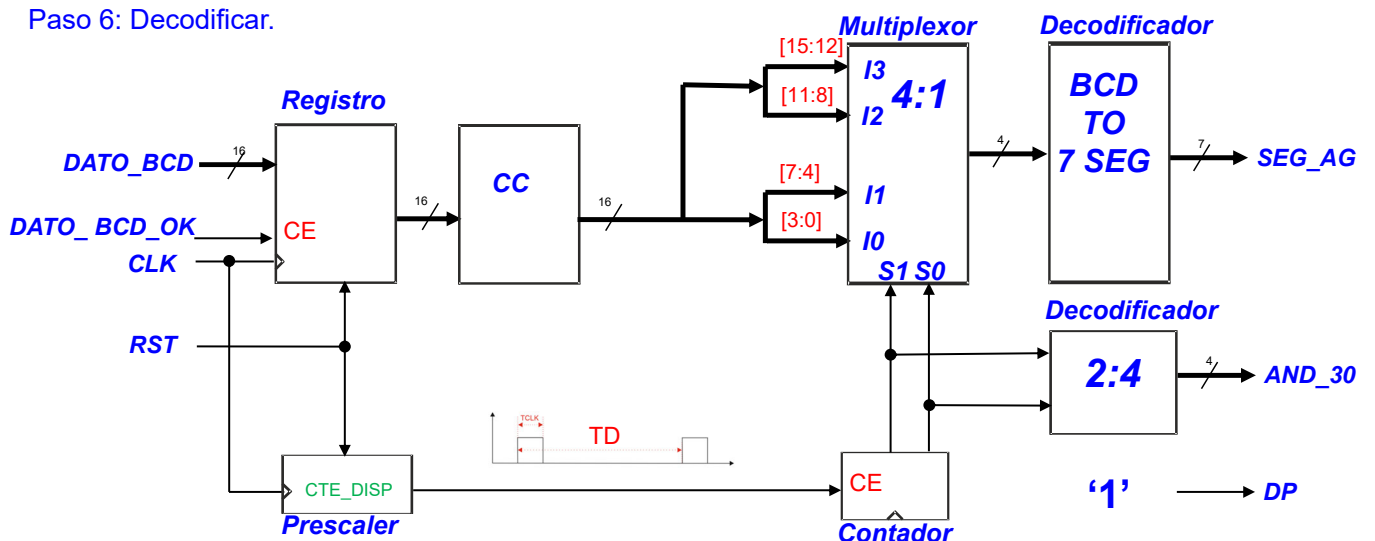 Paso 6: Decodificar.
Multiplexor
Decodificador
[15:12]
I3
4:1
[11:8]
I2
BCD
TO
7 SEG
Registro
DATO_BCD
16
CC
4
7
SEG_AG
[7:4]
I1
16
16
DATO_ BCD_OK
CE
[3:0]
I0
CLK
S1 S0
Decodificador
RST
2:4
4
AND_30
TCLK
TD
CTE_DISP
CE
‘1’
DP
Prescaler
Contador